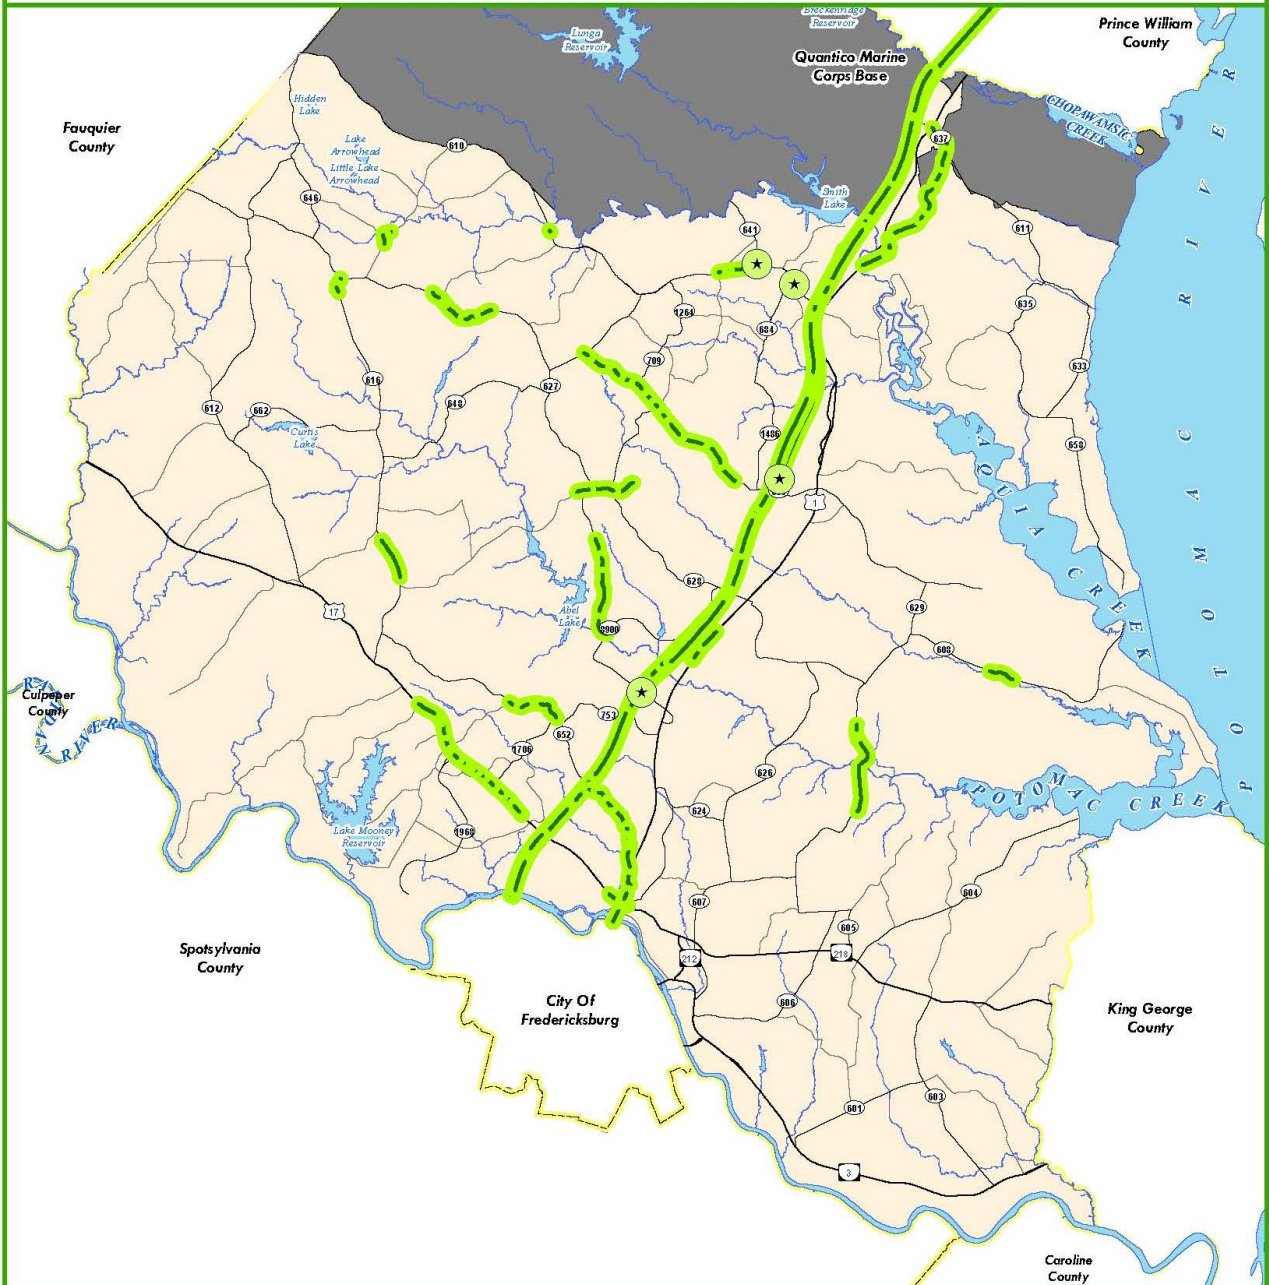 Breckenridge
Reservoir
Prince William
County
Lunga
Reservoir
Quantico Marine
Corps Base
Hidden
Lake
CHOPAWAMSIC
CREEK
Fauquier
County
637
Lake
Arrowhead
Little Lake
Arrowhead
610
646
Smith
Lake
641
611
635
1264
684
709
633
616
627
648
612
662
Curtis
Lake
1486
658
1
AQUIA CREEK
POTOMAC RIVER
628
17
Abel
Lake
8900
629
608
Culpeper
County
RAPIDAN RIVER
753
652
1706
626
POTOMAC CREEK
624
1968
Lake Mooney
Reservoir
604
607
605
Spotsylvania
County
212
218
City Of
Fredericksburg
606
King George
County
601
603
3
Caroline
County